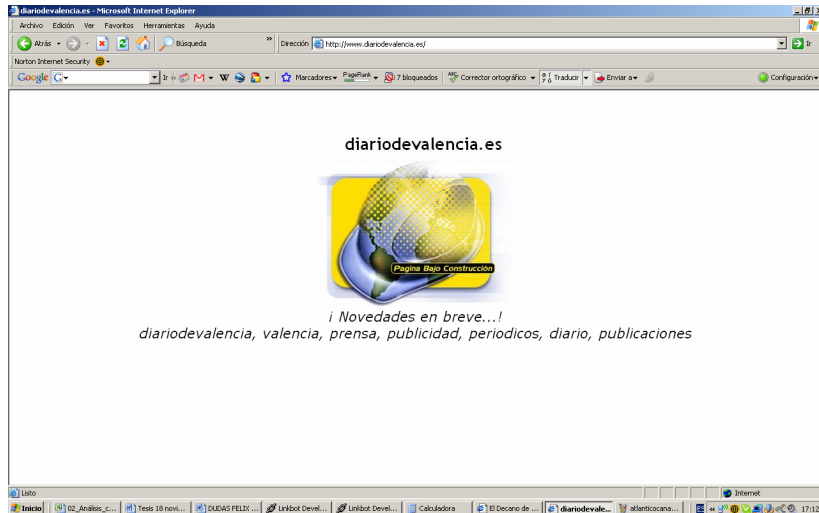 diariodevalencia.es - Microsoft Internet Explorer
Archivo Edición Ver Favoritos Herramientas Ayuda
Atrás Búsqueda » Dirección http://www.diariodevalencia.es/ Ir
Norton Internet Security
Google G Ir M W Marcadores PageRank 7 bloqueados Corrector ortográfico Traducir Enviar a Configuración
diariodevalencia.es
Pagina Bajo Construcción
¡ Novedades en breve...!
diariodevalencia, valencia, prensa, publicidad, periodicos, diario, publicaciones
Listo Internet
Inicio 02_Análisis_c... Tesis 18 novi... DUDAS FELIX ... Linkbot Devel... Linkbot Devel... Calculadora El Decano de ... diariodevale... atlanticocana... ES « 17:12